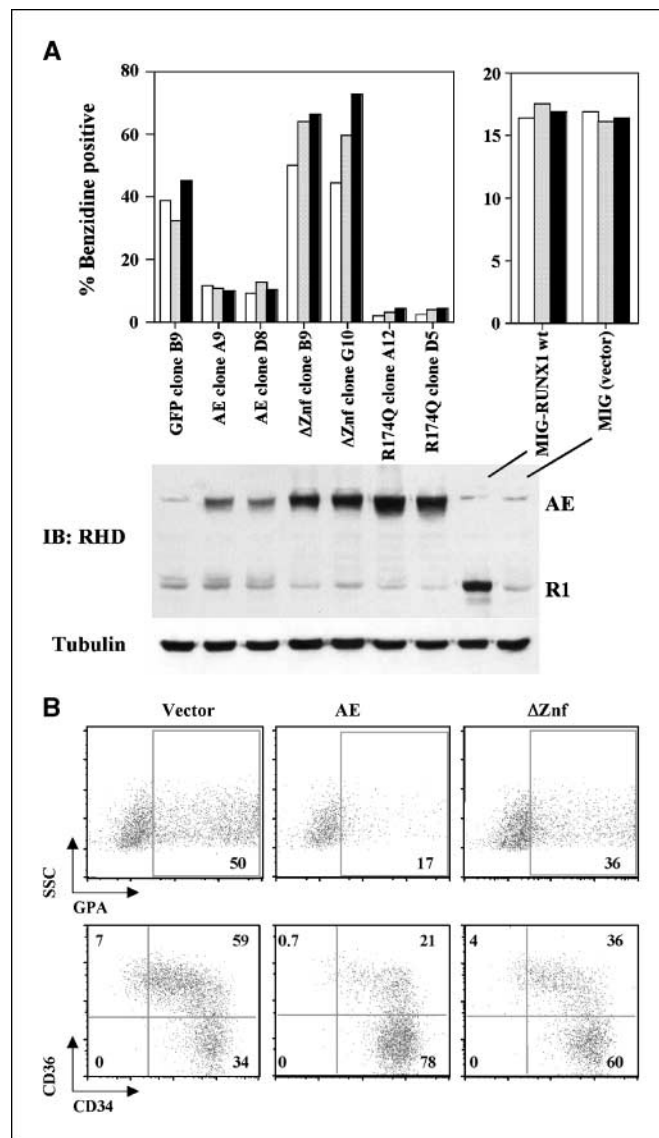 A
80
60
40
20
0
% Benzidine positive
20
15
10
5
0
GFP clone B9
AE clone A9
AE clone D8
ΔZnf clone B9
ΔZnf clone G10
R174Q clone A12
R174Q clone D5
MIG-RUNX1 wt
MIG (vector)
IB: RHD
AE
R1
Tubulin
B
Vector
AE
ΔZnf
50
17
36
SSC
GPA
7
59
0
34
0.7
21
0
78
4
36
0
60
CD36
CD34